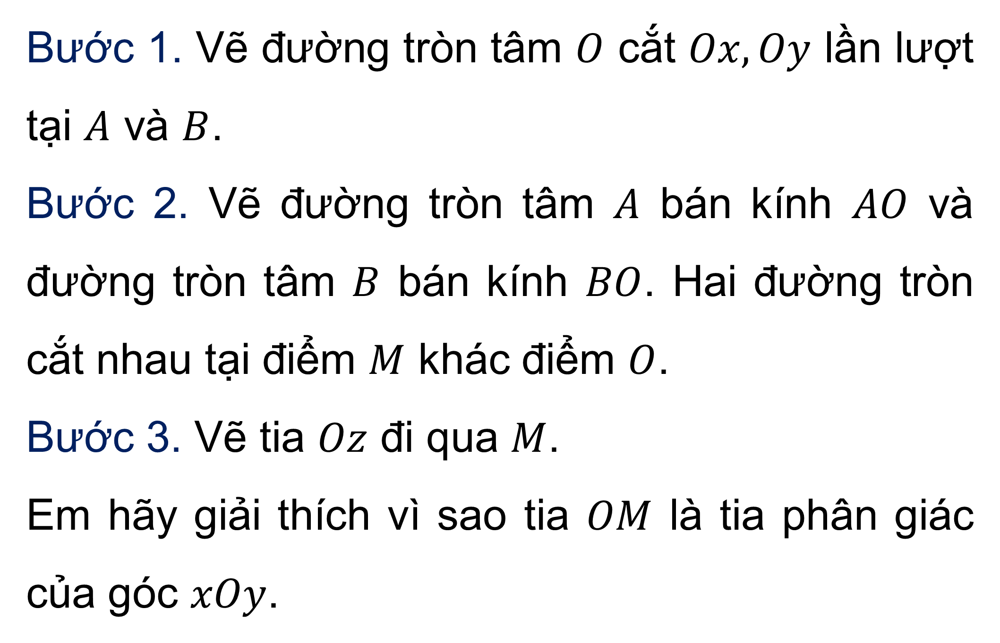 Bước 1. Vẽ đường tròn tâm O cắt Ox, Oy lần lượt
tại A và B.
Bước 2. Vẽ đường tròn tâm A bán kính AO và
đường tròn tâm B bán kính BO. Hai đường tròn
cắt nhau tại điểm M khác điểm O.
Bước 3. Vẽ tia Oz đi qua M.
Em hãy giải thích vì sao tia OM là tia phân giác
của góc xOy.